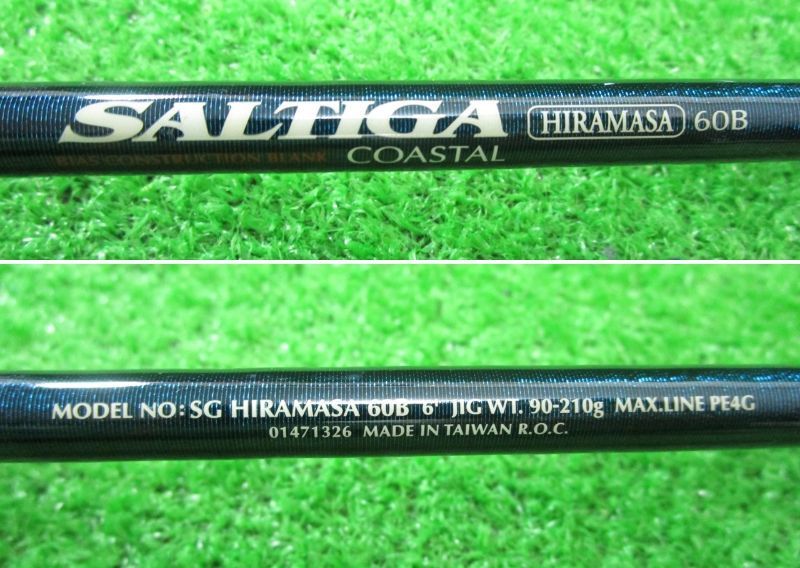 SALTIGA HIRAMASA 60B
BIAS CONSTRUCTION BLANK COASTAL
MODEL NO: SG HIRAMASA 60B 6' JIG WT. 90-210g MAX.LINE PE4G
01471326 MADE IN TAIWAN R.O.C.